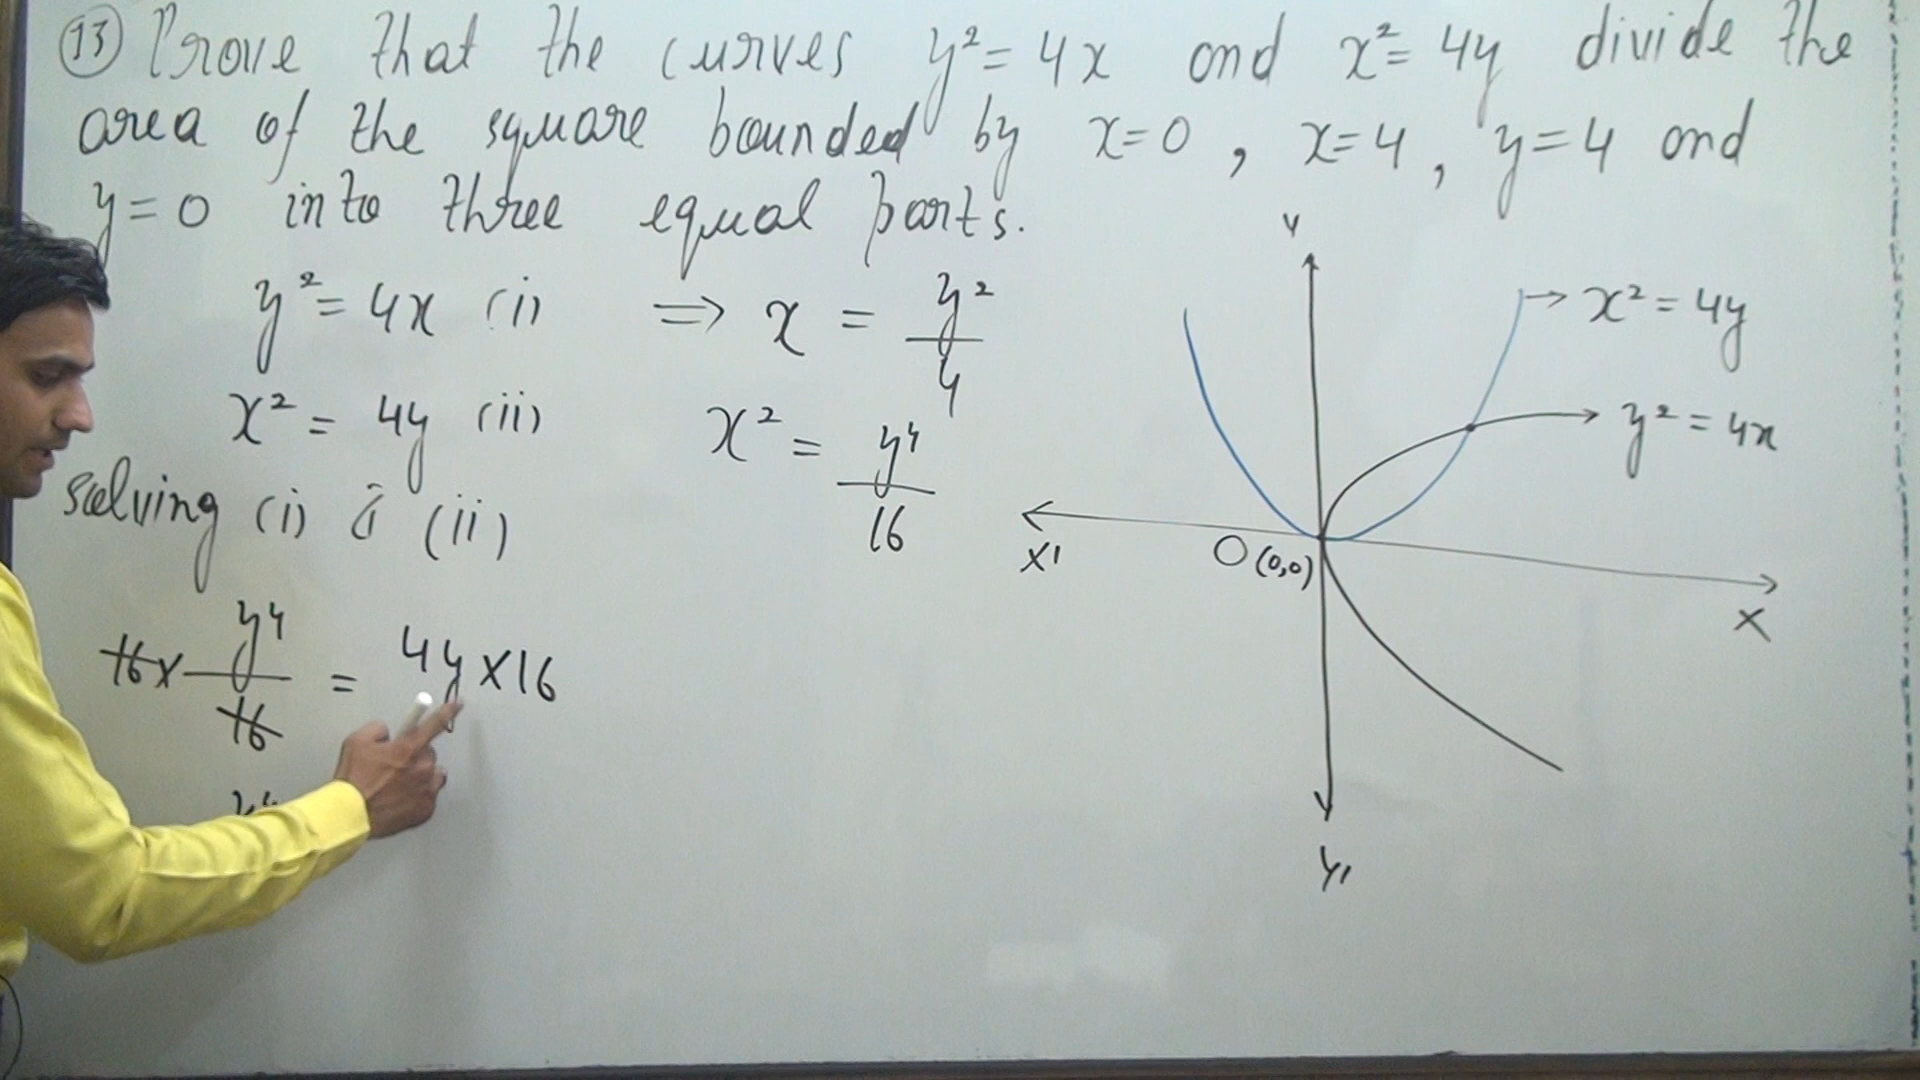 (13) Prove that the curves y² = 4x and x² = 4y divide the
area of the square bounded by x=0, x=4, y=4 and
y=0 into three equal parts.
y² = 4x (i) ⇒ x = y²/4
x² = 4y (ii) x² = y⁴/16
solving (i) & (ii)
16 x y⁴/16 = 4y x 16
y⁴
Y
→ x² = 4y
y² = 4x
X'
O (0,0)
X
Y'